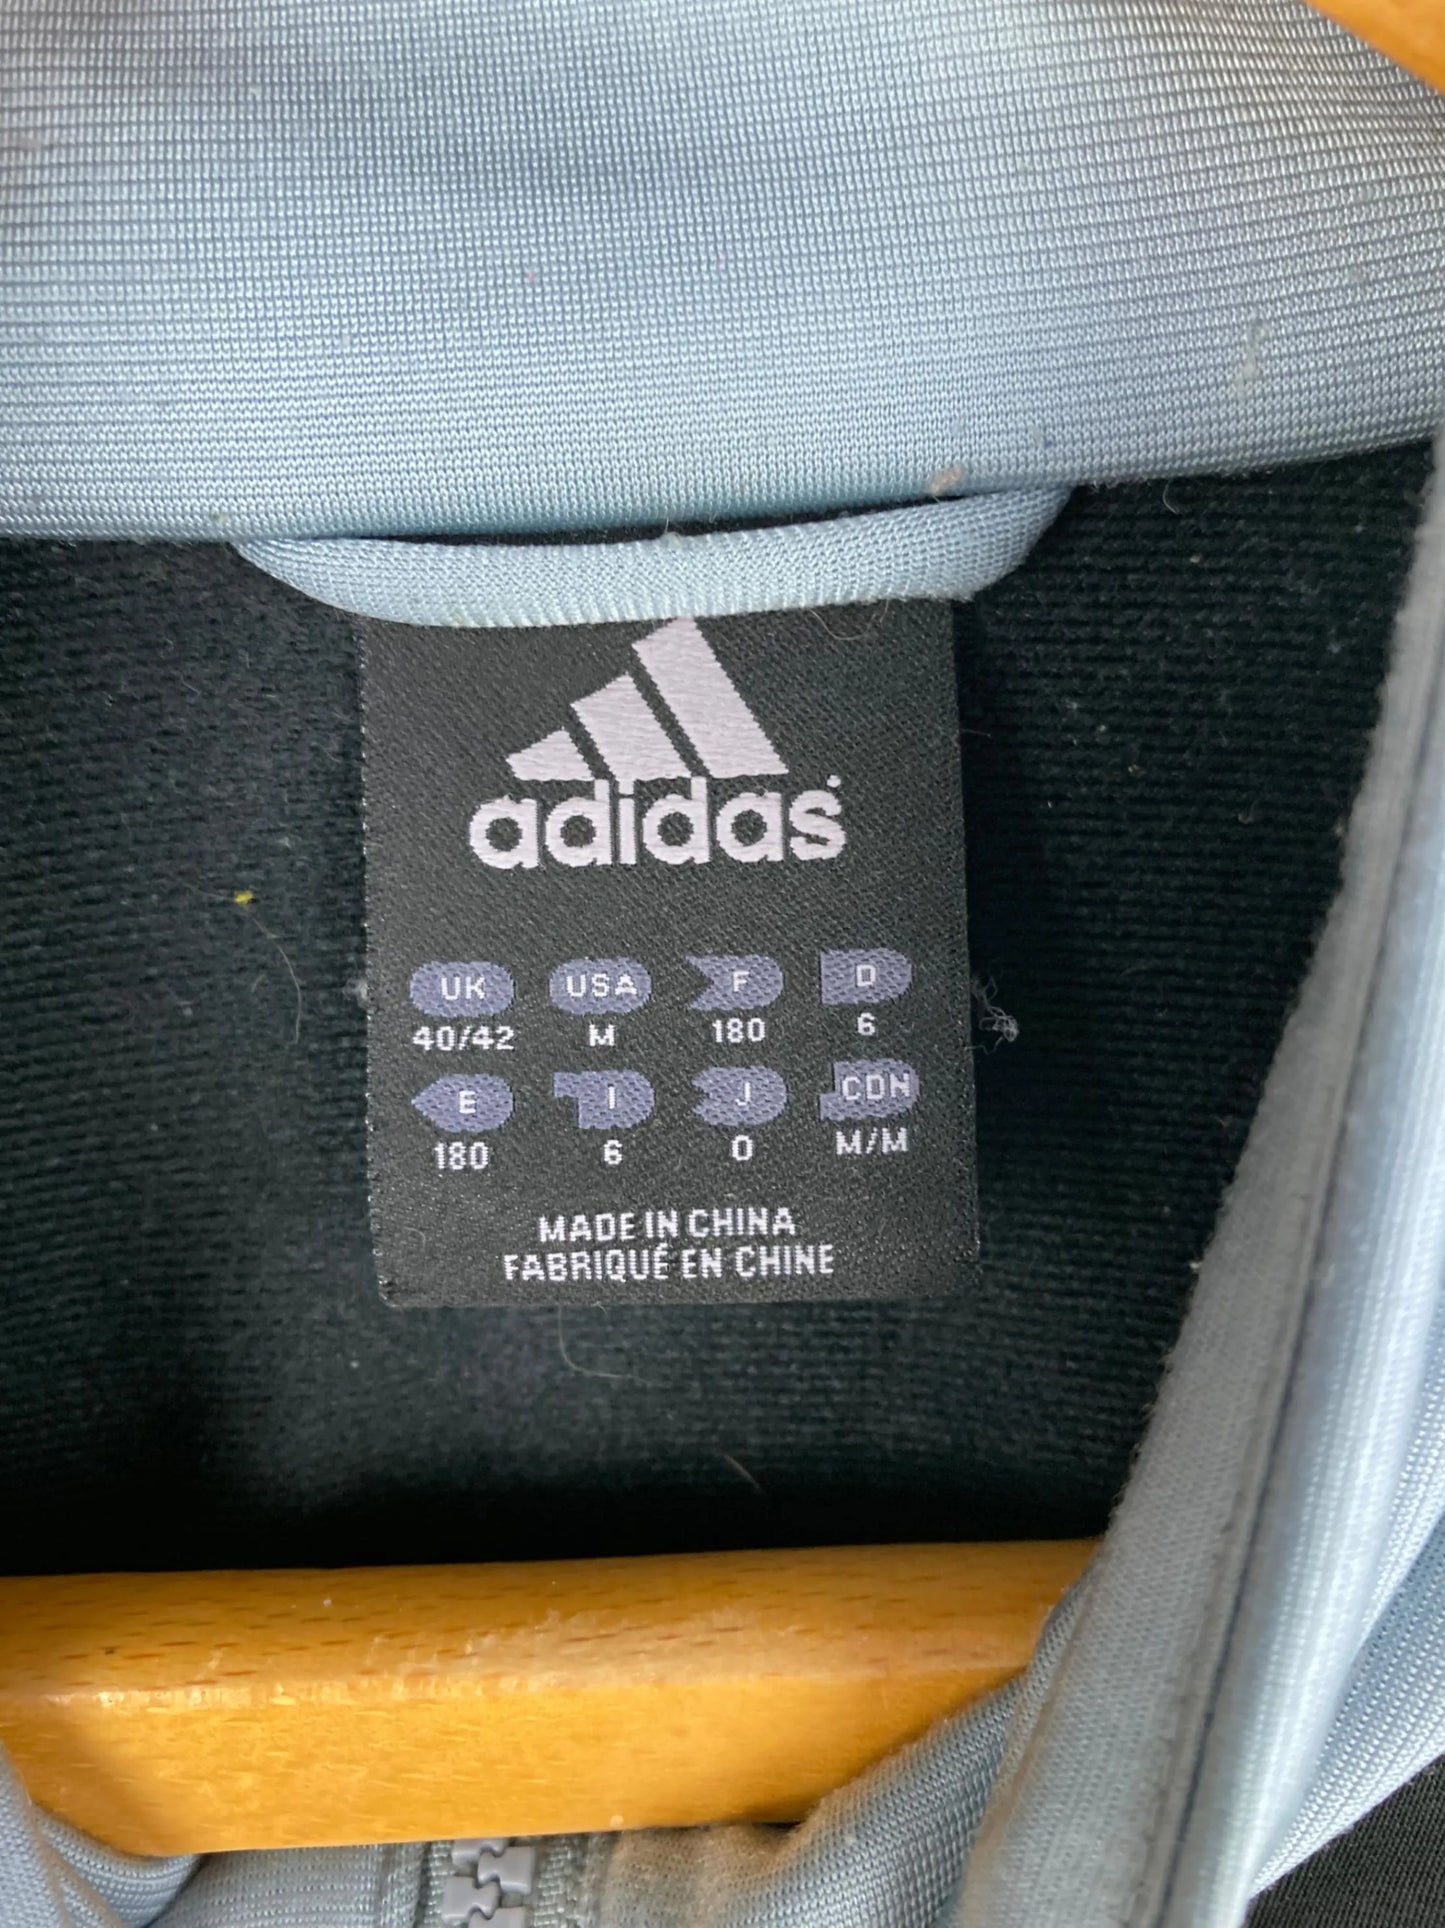 adidas
UK USA F D
40/42 M 180 6
E I J CDN
180 6 0 M/M
MADE IN CHINA
FABRIQUÉ EN CHINE